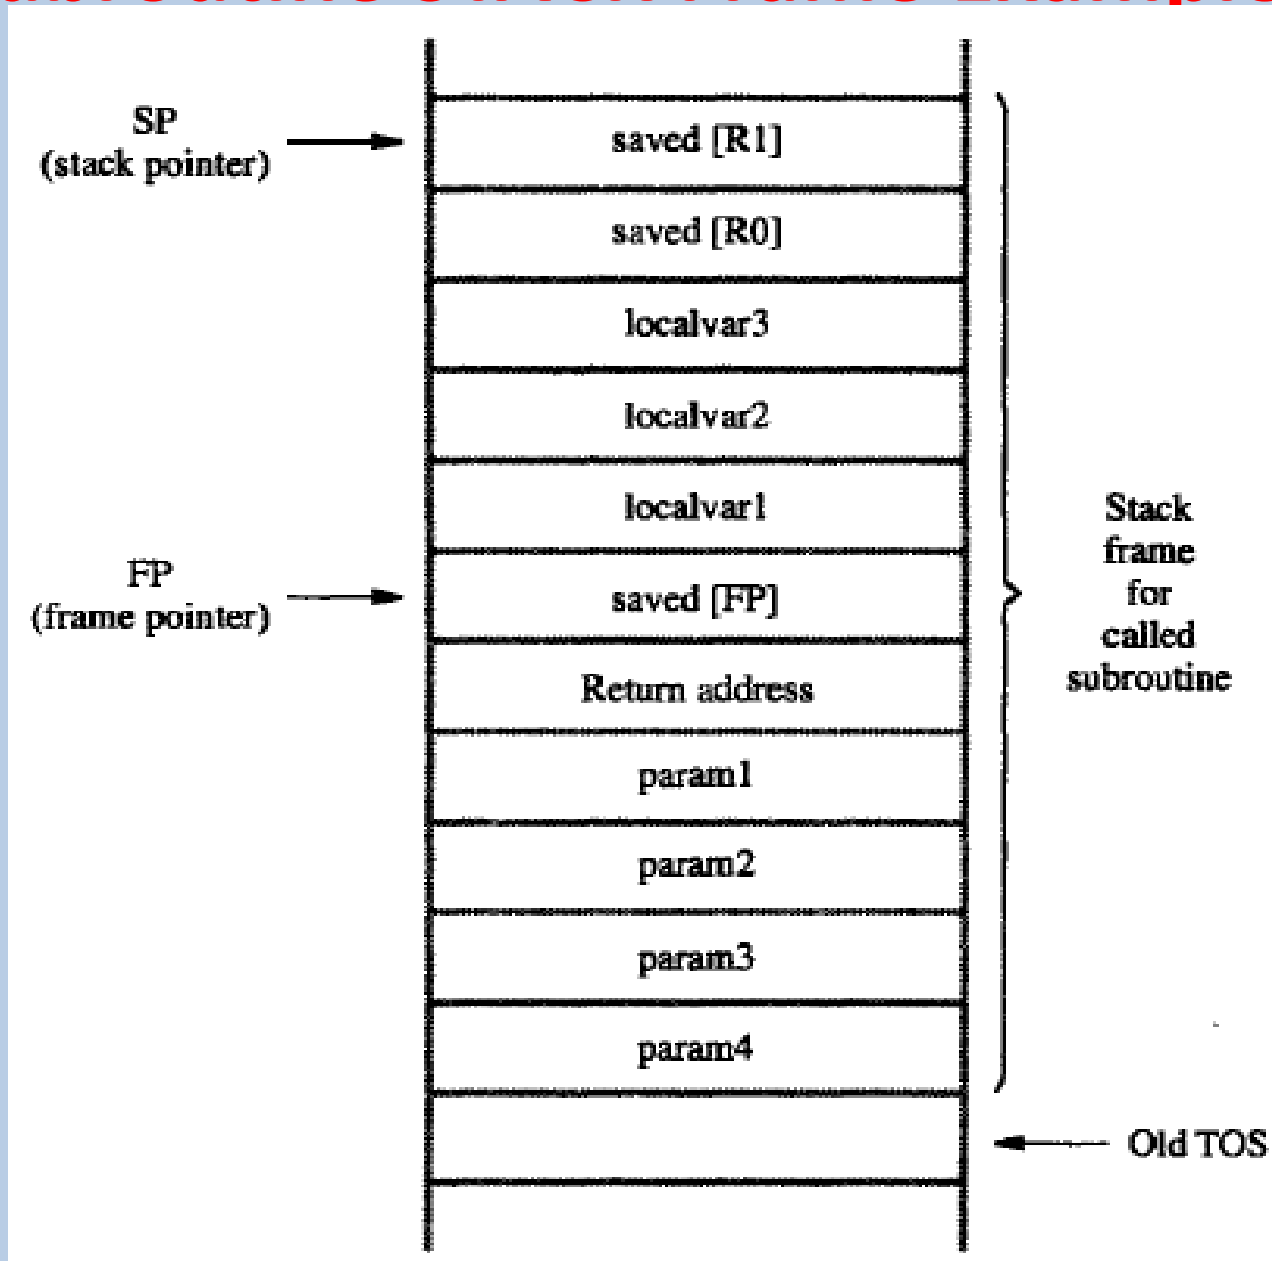 SP
(stack pointer)
saved [R1]
saved [R0]
localvar3
localvar2
localvar1
FP
(frame pointer)
saved [FP]
Return address
param1
param2
param3
param4
Stack
frame
for
called
subroutine
Old TOS